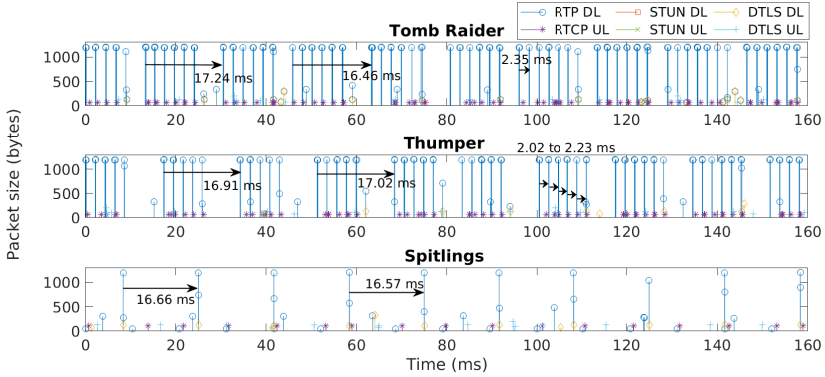 RTP DL STUN DL DTLS DL
RTCP UL STUN UL DTLS UL
Tomb Raider
1000
500
0
17.24 ms
16.46 ms
2.35 ms
0 20 40 60 80 100 120 140 160
Thumper
1000
500
0
16.91 ms
17.02 ms
2.02 to 2.23 ms
0 20 40 60 80 100 120 140 160
Spitlings
1000
500
0
16.66 ms
16.57 ms
0 20 40 60 80 100 120 140 160
Time (ms)
Packet size (bytes)